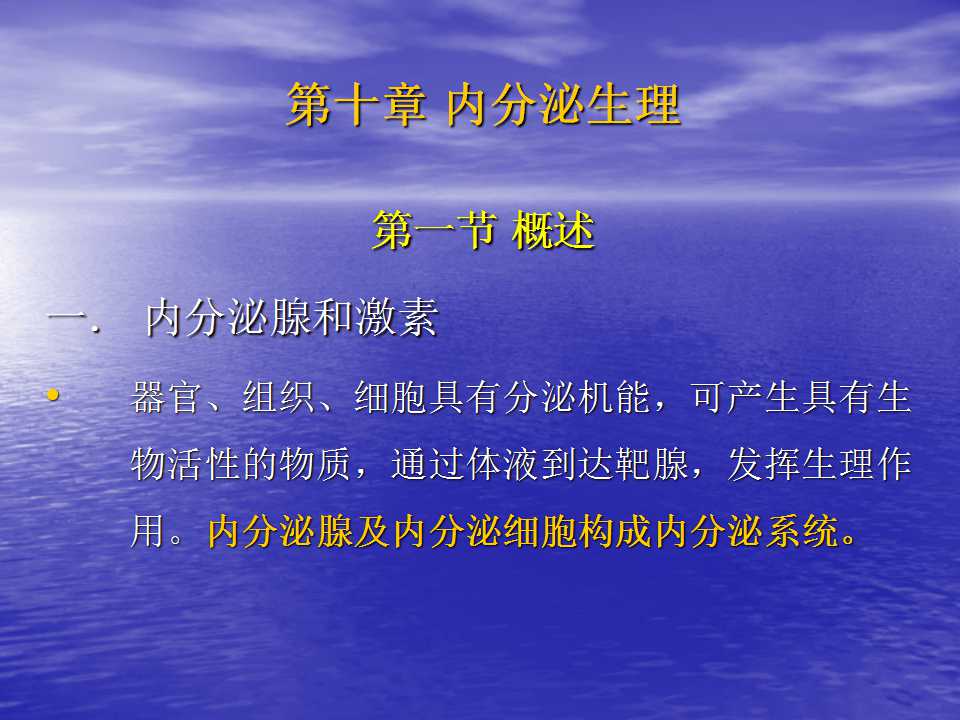 第十章 内分泌生理
第一节 概述
一． 内分泌腺和激素
• 器官、组织、细胞具有分泌机能，可产生具有生
物活性的物质，通过体液到达靶腺，发挥生理作
用。内分泌腺及内分泌细胞构成内分泌系统。